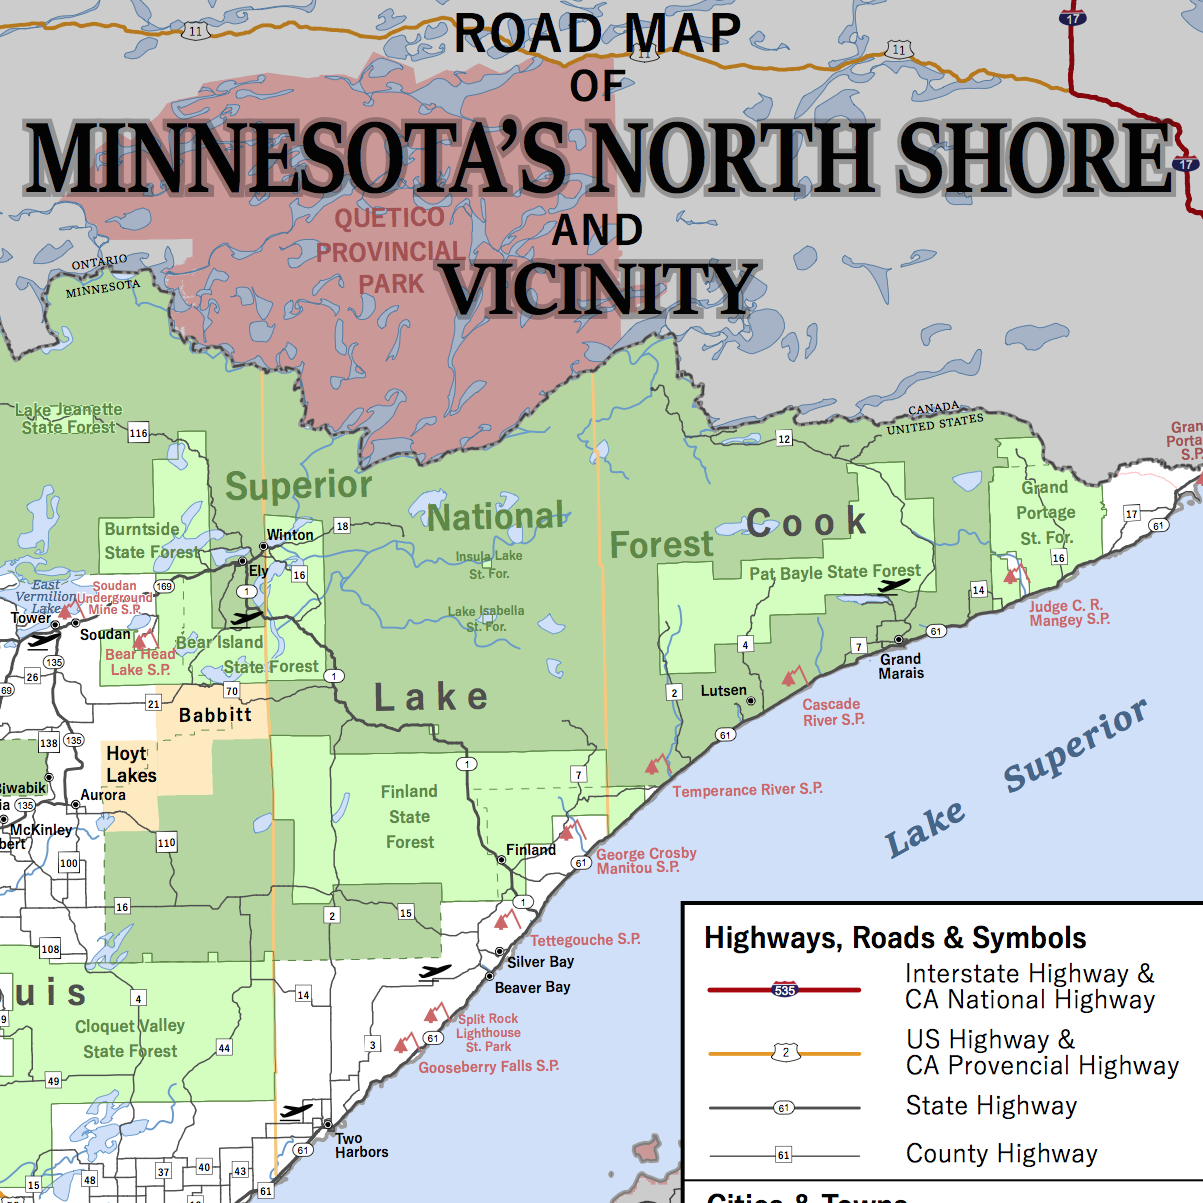 17
11
ROAD MAP
11
11
OF
MINNESOTA'S NORTH SHORE
17
QUETICO
PROVINCIAL
PARK
AND
VICINITY
ONTARIO
MINNESOTA
CANADA
UNITED STATES
Lake Jeanette
State Forest
116
12
Superior
National
Forest
Cook
Grand
Portage
St. For.
17
61
16
14
Burntside
State Forest
Winton
18
Ely
16
1
Insula Lake
St. For.
Lake Isabella
St. For.
Pat Bayle State Forest
East
Vermilion
Lake
Soudan
Underground
Mine S.P.
169
Tower
Soudan
Bear Head
Lake S.P.
Bear Island
State Forest
135
26
69
1
70
21
Babbitt
Lake
Judge C. R.
Mangey S.P.
61
4
7
Grand
Marais
2
Lutsen
Cascade
River S.P.
61
138
135
Hoyt
Lakes
Aurora
135
McKinley
1
7
Temperance River S.P.
Lake Superior
Finland
State
Forest
110
100
Finland
61
George Crosby
Manitou S.P.
16
2
15
1
108
Tettegouche S.P.
Silver Bay
Beaver Bay
uis
4
14
Cloquet Valley
State Forest
44
3
61
Split Rock
Lighthouse
St. Park
Gooseberry Falls S.P.
49
Two
Harbors
61
37
40
43
48
15
61
Highways, Roads & Symbols
535
Interstate Highway &
CA National Highway
2
US Highway &
CA Provencial Highway
61
State Highway
61
County Highway